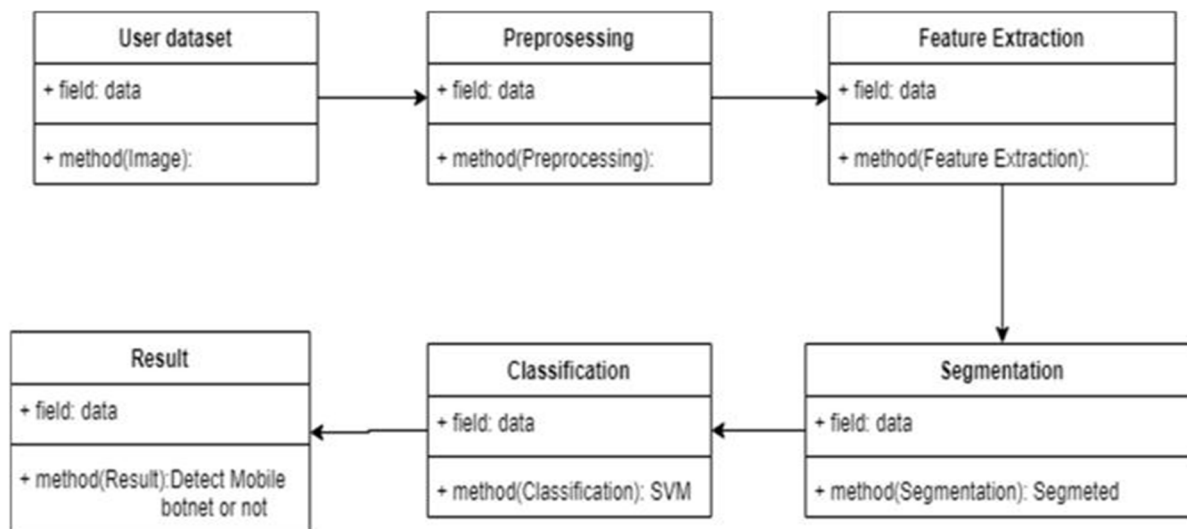 User dataset
+ field: data
+ method(Image):
Preprosessing
+ field: data
+ method(Preprocessing):
Feature Extraction
+ field: data
+ method(Feature Extraction):
Result
+ field: data
+ method(Result):Detect Mobile
botnet or not
Classification
+ field: data
+ method(Classification): SVM
Segmentation
+ field: data
+ method(Segmentation): Segmeted